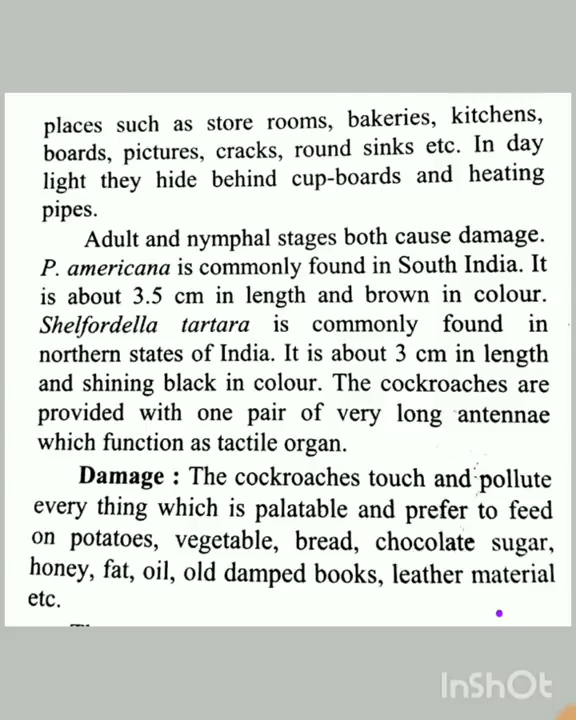 places such as store rooms, bakeries, kitchens,
boards, pictures, cracks, round sinks etc. In day
light they hide behind cup-boards and heating
pipes.
Adult and nymphal stages both cause damage.
P. americana is commonly found in South India. It
is about 3.5 cm in length and brown in colour.
Shelfordella tartara is commonly found in
northern states of India. It is about 3 cm in length
and shining black in colour. The cockroaches are
provided with one pair of very long antennae
which function as tactile organ.
Damage : The cockroaches touch and pollute
every thing which is palatable and prefer to feed
on potatoes, vegetable, bread, chocolate sugar,
honey, fat, oil, old damped books, leather material
etc.
InShOt